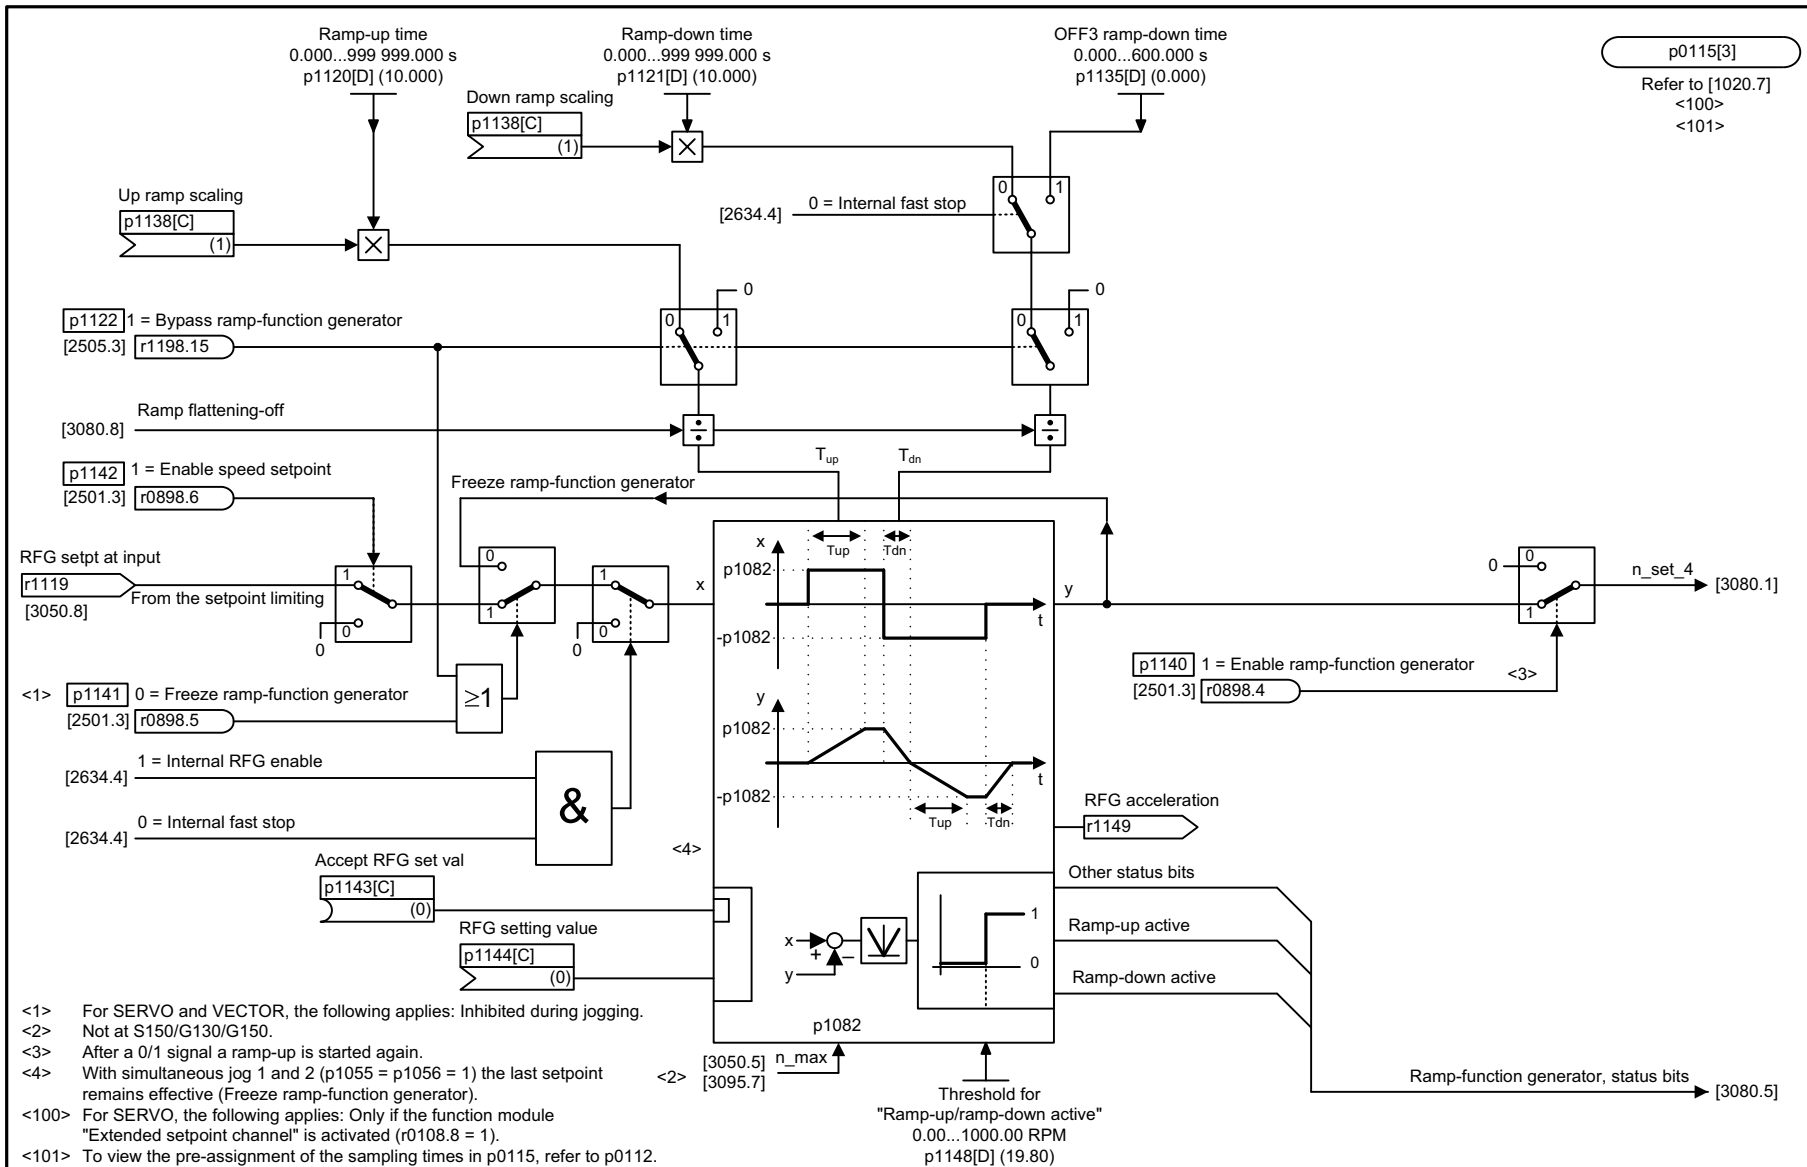 Ramp-up time
0.000...999 999.000 s
p1120[D] (10.000)
Ramp-down time
0.000...999 999.000 s
p1121[D] (10.000)
OFF3 ramp-down time
0.000...600.000 s
p1135[D] (0.000)
p0115[3]
Refer to [1020.7]
<100>
<101>
Down ramp scaling
p1138[C]
(1)
Up ramp scaling
p1138[C]
(1)
0 1
[2634.4] 0 = Internal fast stop
0
0
p1122 1 = Bypass ramp-function generator
0 1
0 1
[2505.3] r1198.15
Ramp flattening-off
[3080.8]
÷
÷
p1142 1 = Enable speed setpoint
[2501.3] r0898.6
Tup
Tdn
Freeze ramp-function generator
RFG setpt at input
r1119
From the setpoint limiting
[3050.8]
1
0
0
0
1
1
0
0
x
x
Tup
Tdn
p1082
-p1082
t
y
0
0
1
n_set_4
[3080.1]
p1140 1 = Enable ramp-function generator
[2501.3] r0898.4
<3>
<1> p1141 0 = Freeze ramp-function generator
[2501.3] r0898.5
≥1
y
p1082
-p1082
t
Tup
Tdn
1 = Internal RFG enable
[2634.4]
&
0 = Internal fast stop
[2634.4]
RFG acceleration
r1149
<4>
Accept RFG set val
p1143[C]
(0)
RFG setting value
p1144[C]
(0)
x
+
−
y
1
0
Other status bits
Ramp-up active
Ramp-down active
p1082
<2> [3050.5] n_max
[3095.7]
Threshold for
"Ramp-up/ramp-down active"
0.00...1000.00 RPM
p1148[D] (19.80)
Ramp-function generator, status bits
[3080.5]
<1> For SERVO and VECTOR, the following applies: Inhibited during jogging.
<2> Not at S150/G130/G150.
<3> After a 0/1 signal a ramp-up is started again.
<4> With simultaneous jog 1 and 2 (p1055 = p1056 = 1) the last setpoint
remains effective (Freeze ramp-function generator).
<100> For SERVO, the following applies: Only if the function module
"Extended setpoint channel" is activated (r0108.8 = 1).
<101> To view the pre-assignment of the sampling times in p0115, refer to p0112.